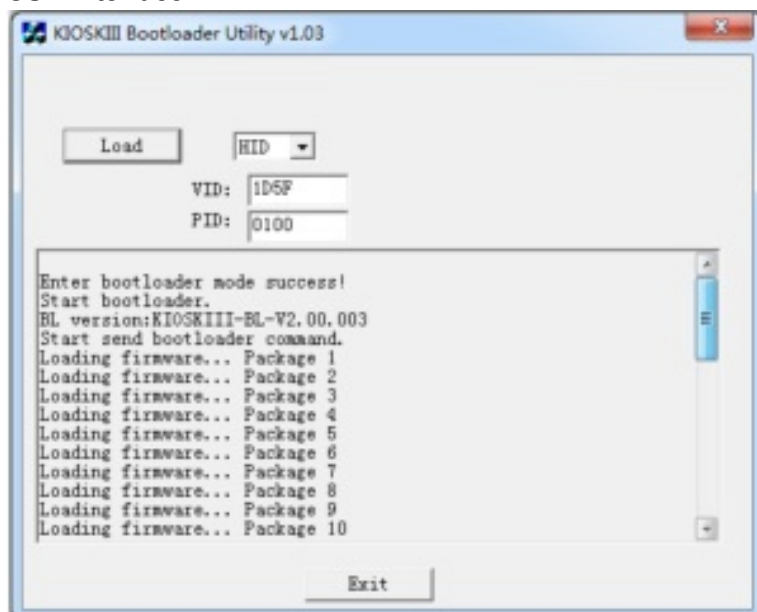 KIOSKIII Bootloader Utility v1.03
Load
HID
VID: 1D5F
PID: 0100
Enter bootloader mode success!
Start bootloader.
BL version:KIOSKIII-BL-V2.00.003
Start send bootloader command.
Loading firmware... Package 1
Loading firmware... Package 2
Loading firmware... Package 3
Loading firmware... Package 4
Loading firmware... Package 5
Loading firmware... Package 6
Loading firmware... Package 7
Loading firmware... Package 8
Loading firmware... Package 9
Loading firmware... Package 10
Exit